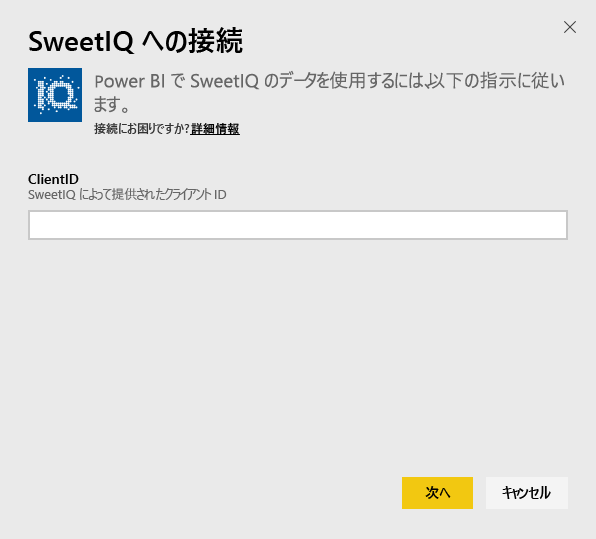 SweetIQ への接続
IQ
Power BI で SweetIQ のデータを使用するには、以下の指示に従い
ます。
接続にお困りですか?詳細情報
ClientID
SweetIQ によって提供されたクライアント ID
次へ
キャンセル